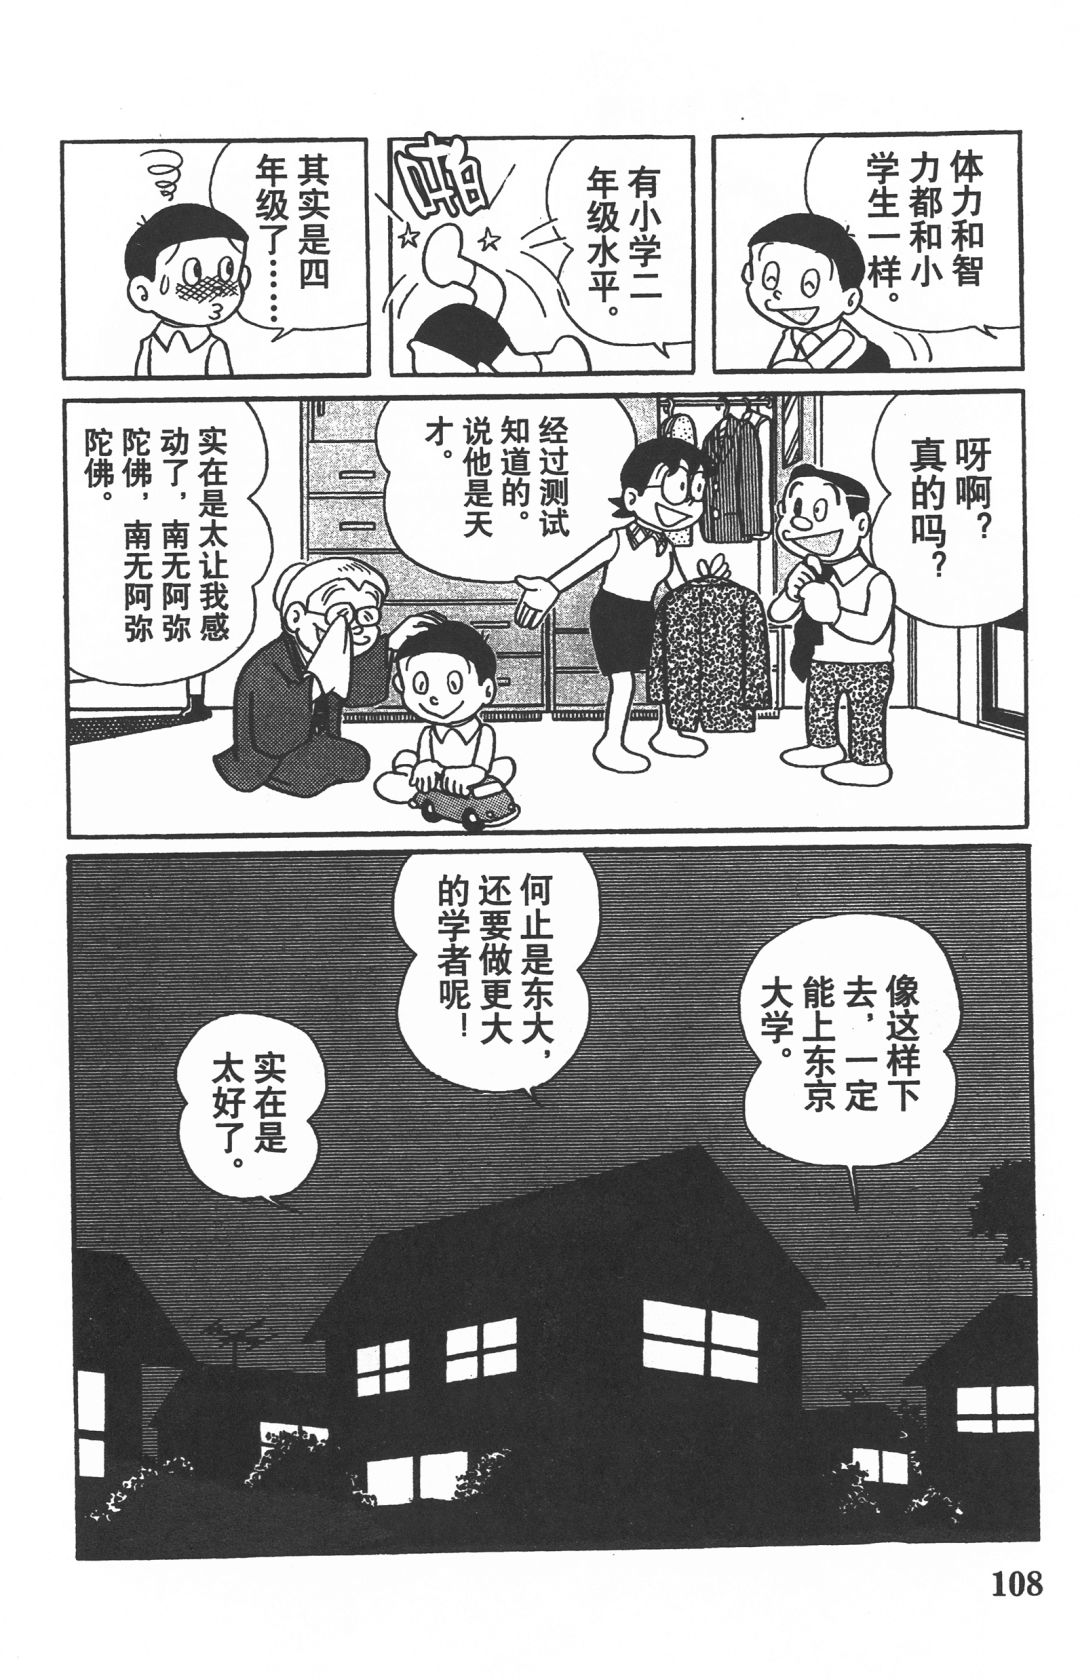 体力和智
力都和小
学生一样。
有小学二
年级水平。
啪
其实是四
年级了……
呀啊？
真的吗？
经过测试
知道的。
说他是天
才。
实在是太让我感
动了，南无阿弥
陀佛，南无阿弥
陀佛。
像这样下
去，一定
能上东京
大学。
何止是东大，
还要做更大
的学者呢！
实在是
太好了。
108